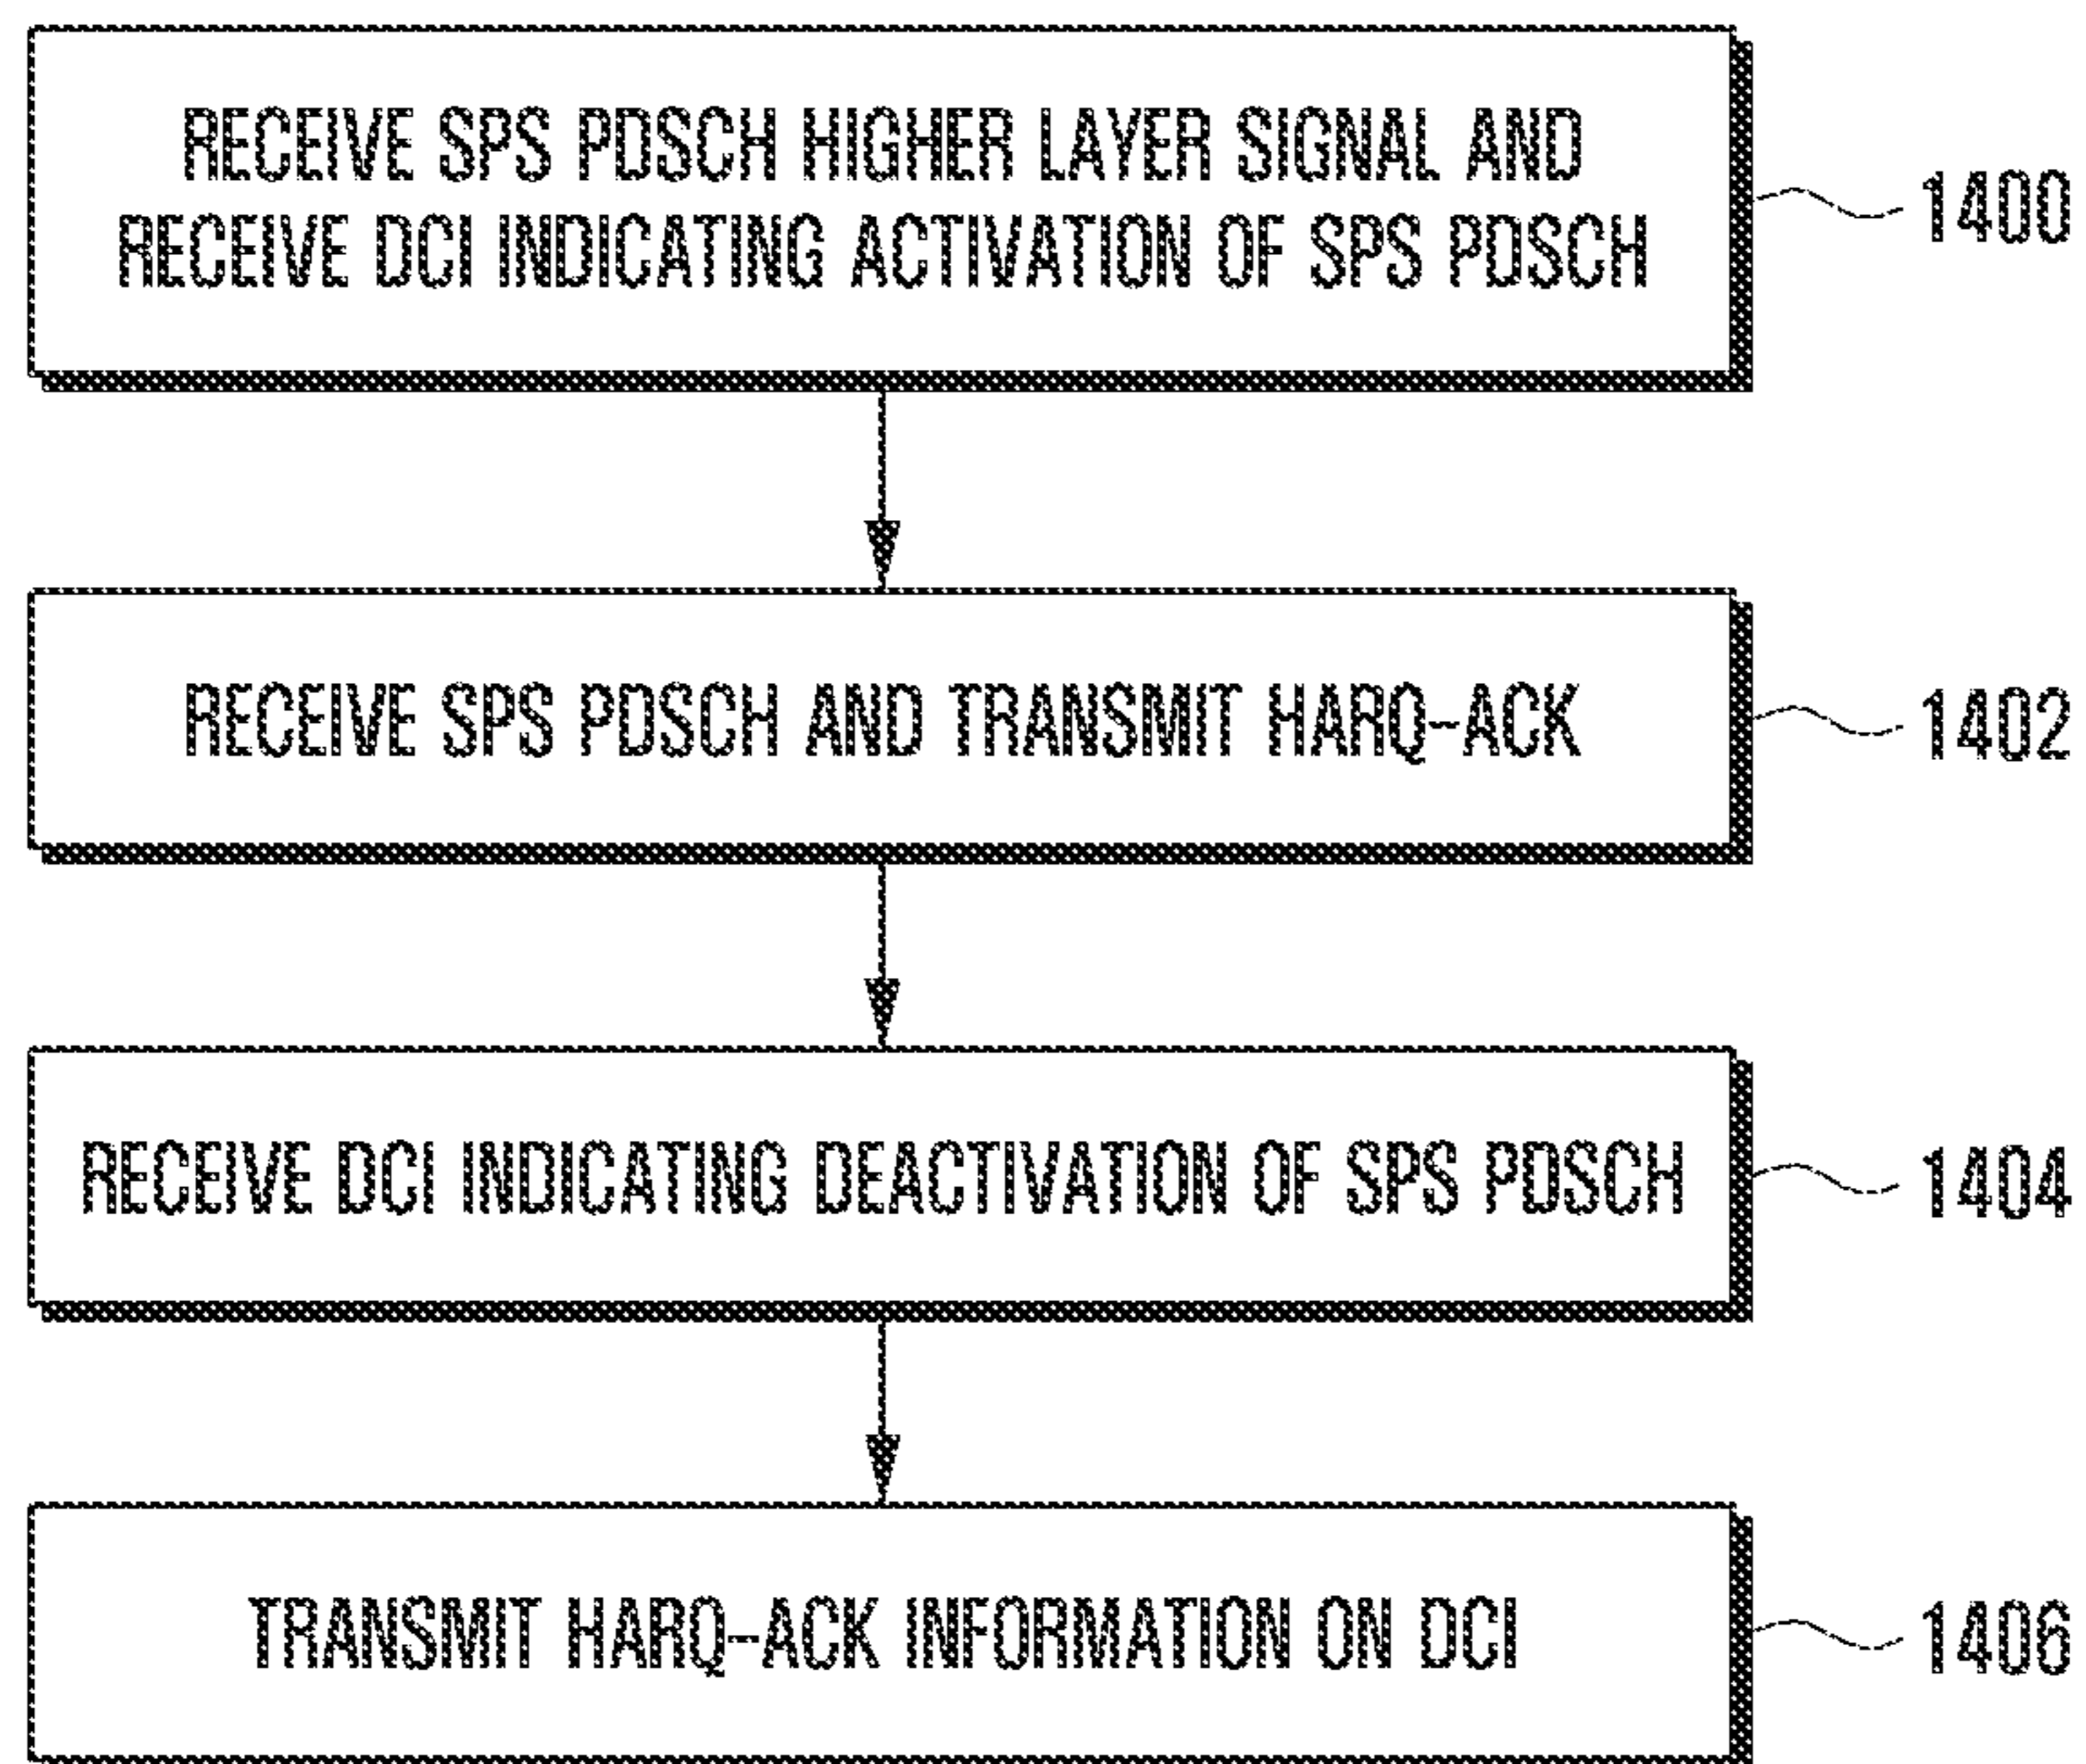 RECEIVE SPS PDSCH HIGHER LAYER SIGNAL AND
RECEIVE DCI INDICATING ACTIVATION OF SPS PDSCH
1400
RECEIVE SPS PDSCH AND TRANSMIT HARQ-ACK
1402
RECEIVE DCI INDICATING DEACTIVATION OF SPS PDSCH
1404
TRANSMIT HARQ-ACK INFORMATION ON DCI
1406